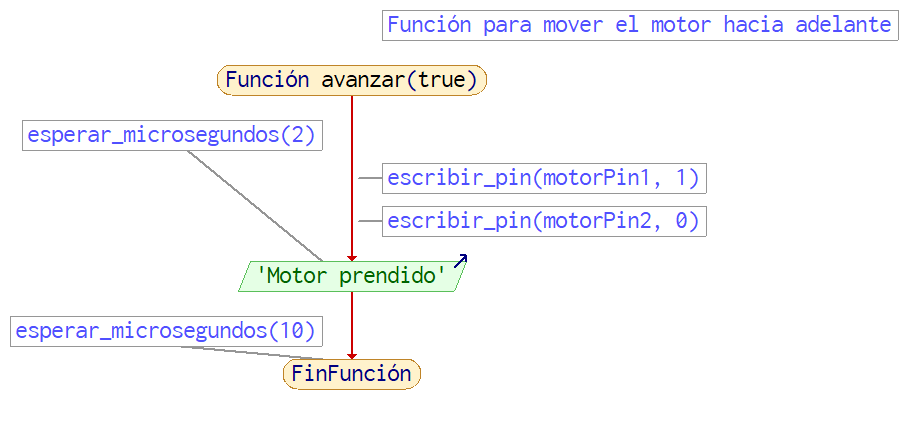 Función para mover el motor hacia adelante
Función avanzar(true)
esperar_microsegundos(2)
escribir_pin(motorPin1, 1)
escribir_pin(motorPin2, 0)
'Motor prendido'
esperar_microsegundos(10)
FinFunción